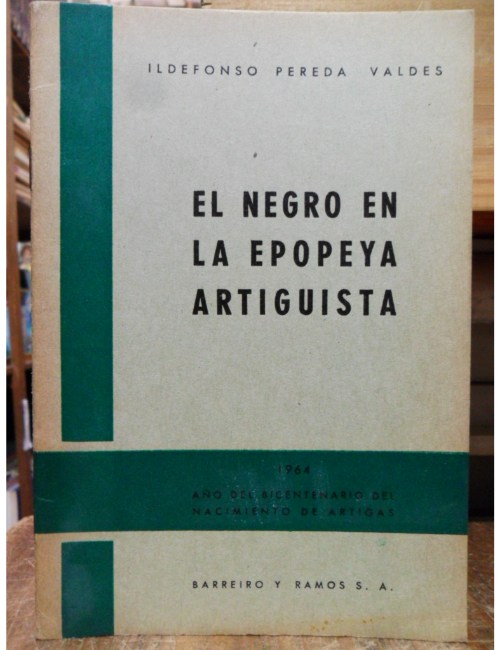 ILDEFONSO PEREDA VALDES
EL NEGRO EN
LA EPOPEYA
ARTIGUISTA
1964
AÑO DEL BICENTENARIO DEL
NACIMIENTO DE ARTIGAS
BARREIRO Y RAMOS S. A.